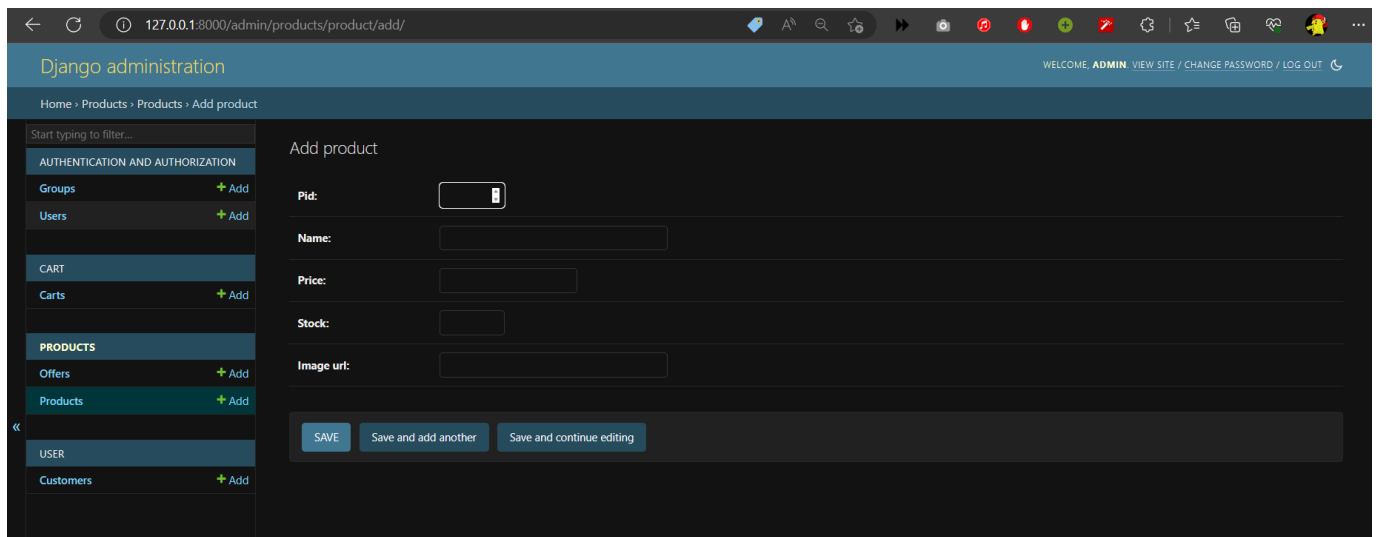 127.0.0.1:8000/admin/products/product/add/
Django administration
WELCOME, ADMIN. VIEW SITE / CHANGE PASSWORD / LOG OUT
Home › Products › Products › Add product
Start typing to filter...
AUTHENTICATION AND AUTHORIZATION
Groups + Add
Users + Add
CART
Carts + Add
PRODUCTS
Offers + Add
Products + Add
«
USER
Customers + Add
Add product
Pid:
Name:
Price:
Stock:
Image url:
SAVE Save and add another Save and continue editing